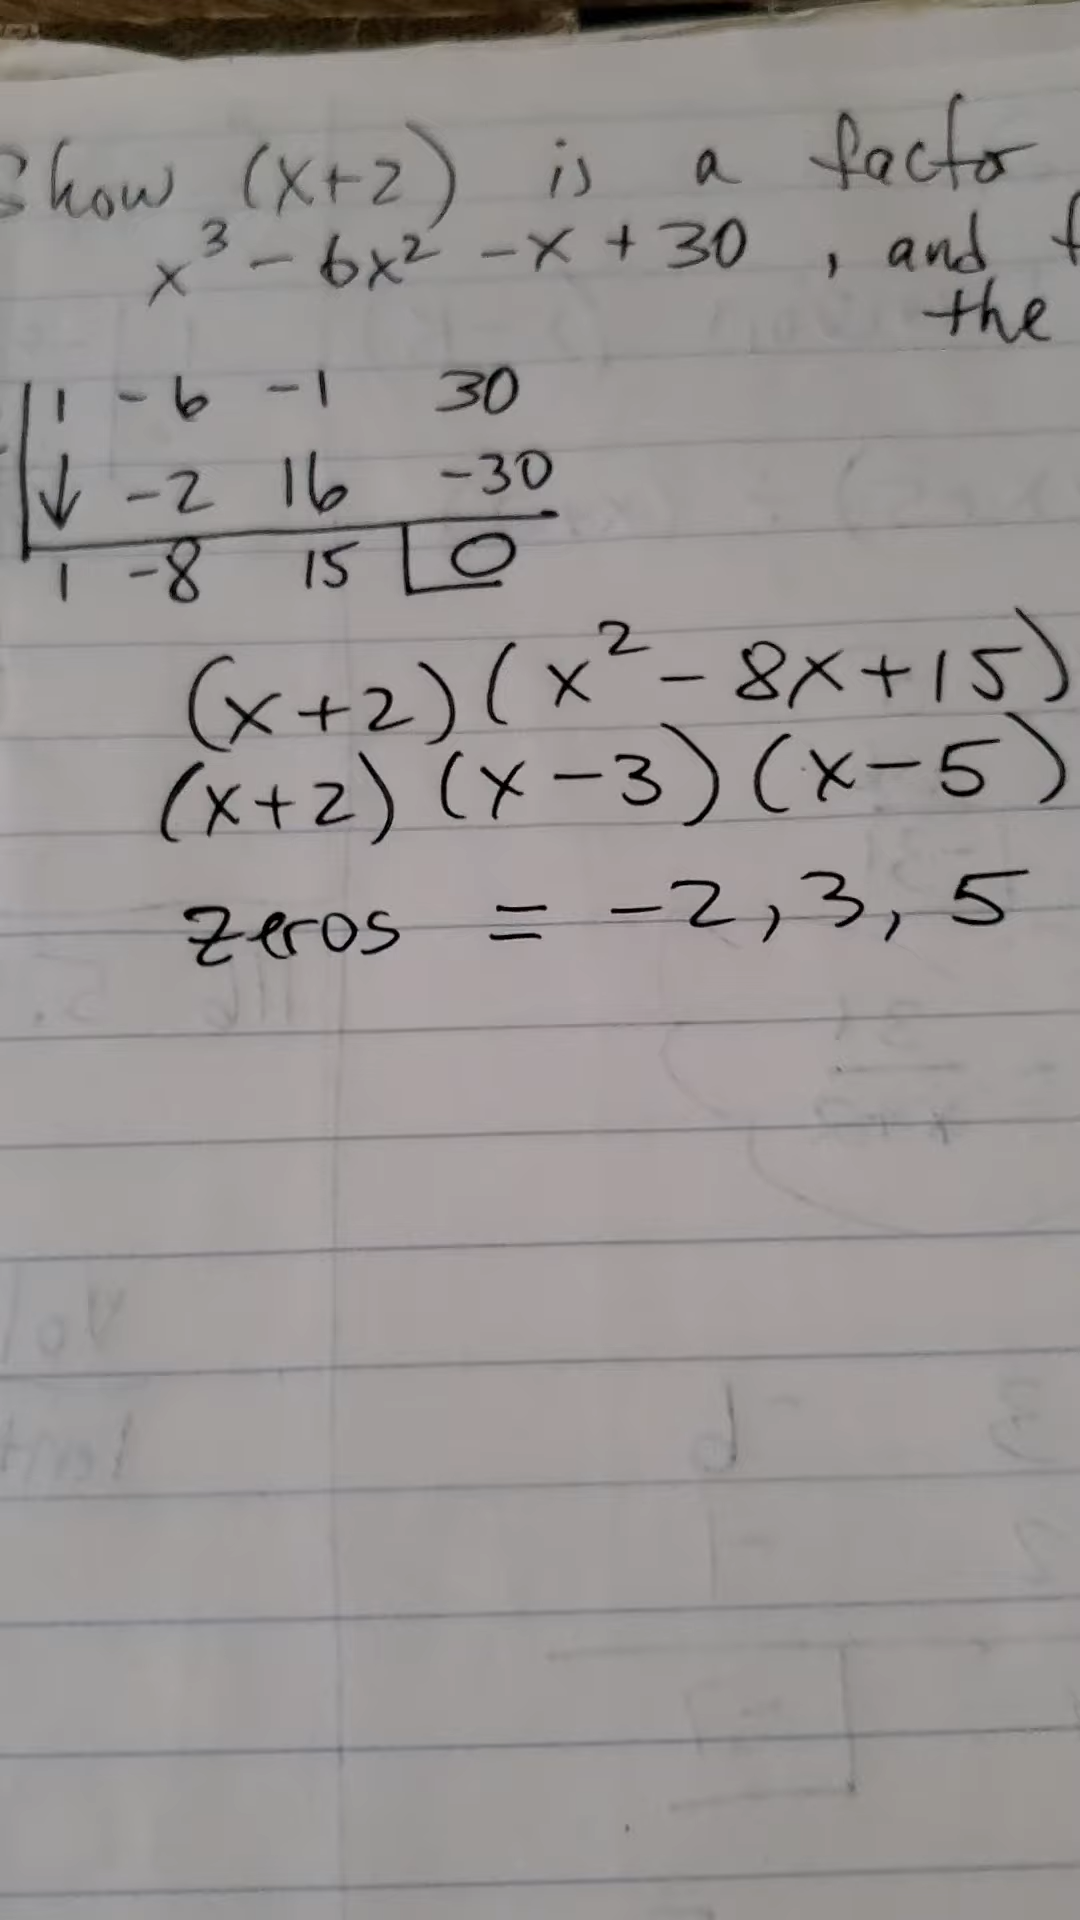 Show (x+2) is a factor
x³ - 6x² - x + 30 , and
the
1 -6 -1 30
↓ -2 16 -30
1 -8 15 0
(x+2)(x² - 8x+15)
(x+2)(x-3)(x-5)
zeros = -2, 3, 5